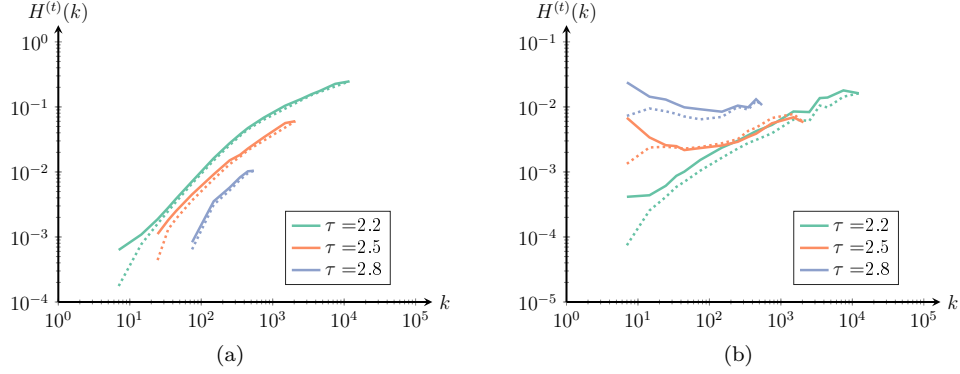 H^{(t)}(k)
10^0
10^{-1}
10^{-2}
10^{-3}
10^{-4}
10^0 10^1 10^2 10^3 10^4 10^5 k
τ =2.2
τ =2.5
τ =2.8
(a)
H^{(t)}(k)
10^{-1}
10^{-2}
10^{-3}
10^{-4}
10^{-5}
10^0 10^1 10^2 10^3 10^4 10^5 k
τ =2.2
τ =2.5
τ =2.8
(b)